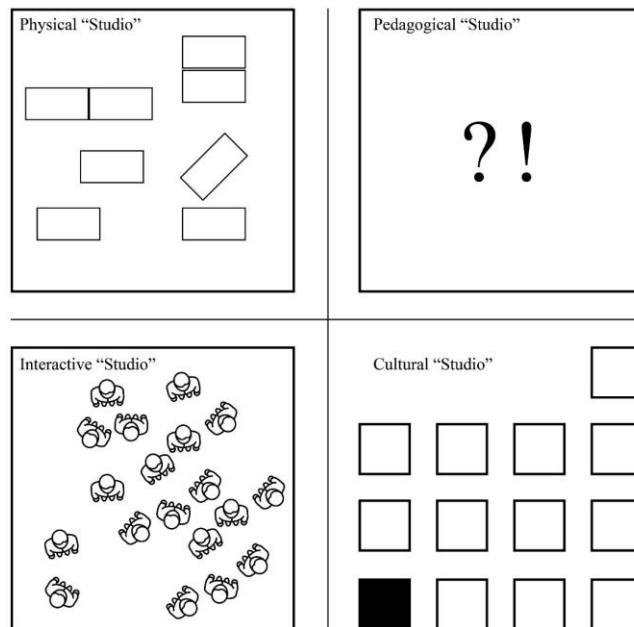 Physical “Studio”
Pedagogical “Studio”
?!
Interactive “Studio”
Cultural “Studio”